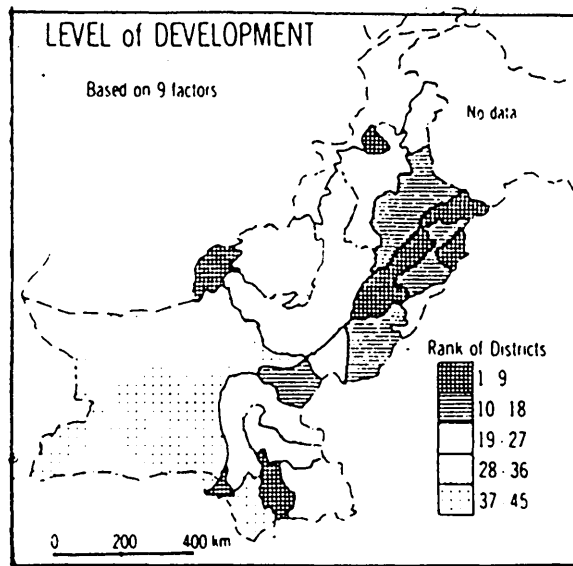 LEVEL of DEVELOPMENT
Based on 9 factors
No data
Rank of Districts
1 9
10 18
19 · 27
28 · 36
37 45
0 200 400 km